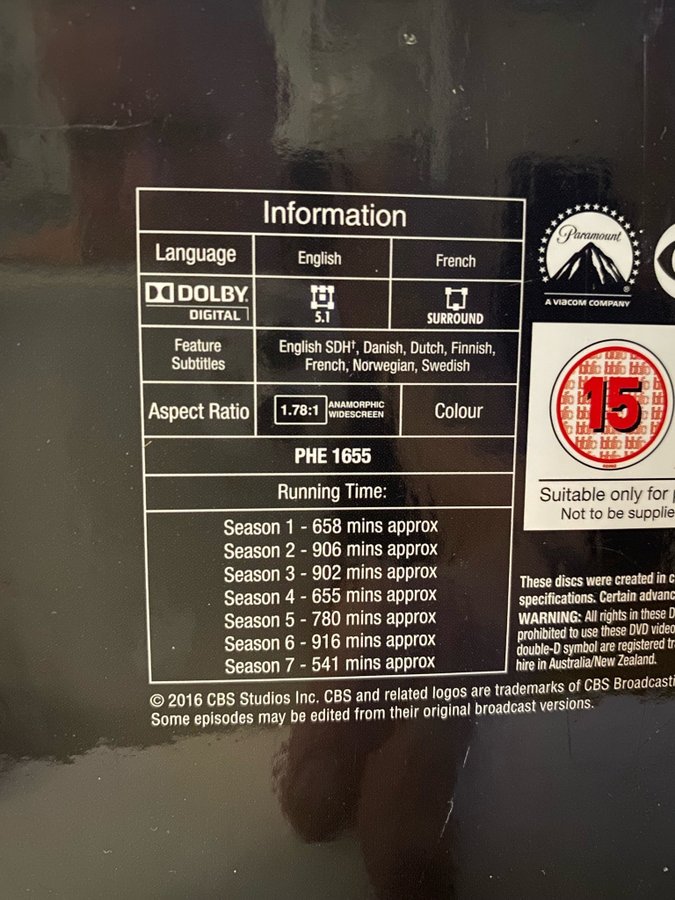 Information
Language English French
DOLBY DIGITAL 5.1 SURROUND
Feature Subtitles English SDH†, Danish, Dutch, Finnish,
French, Norwegian, Swedish
Aspect Ratio 1.78:1 ANAMORPHIC WIDESCREEN Colour
PHE 1655
Running Time:
Season 1 - 658 mins approx
Season 2 - 906 mins approx
Season 3 - 902 mins approx
Season 4 - 655 mins approx
Season 5 - 780 mins approx
Season 6 - 916 mins approx
Season 7 - 541 mins approx
© 2016 CBS Studios Inc. CBS and related logos are trademarks of CBS Broadcasti
Some episodes may be edited from their original broadcast versions.
Paramount
A VIACOM COMPANY
bbfc
15
Suitable only for
Not to be supplie
These discs were created in c
specifications. Certain advanc
WARNING: All rights in these D
prohibited to use these DVD video
double-D symbol are registered tr
hire in Australia/New Zealand.